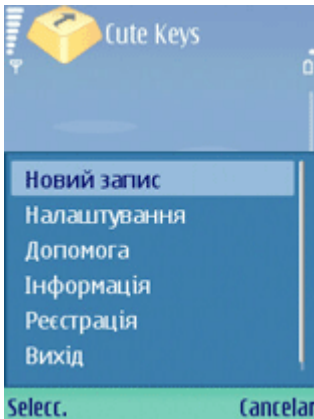 Cute Keys
Новий запис
Налаштування
Допомога
Інформація
Реєстрація
Вихід
Selecc. Cancelar